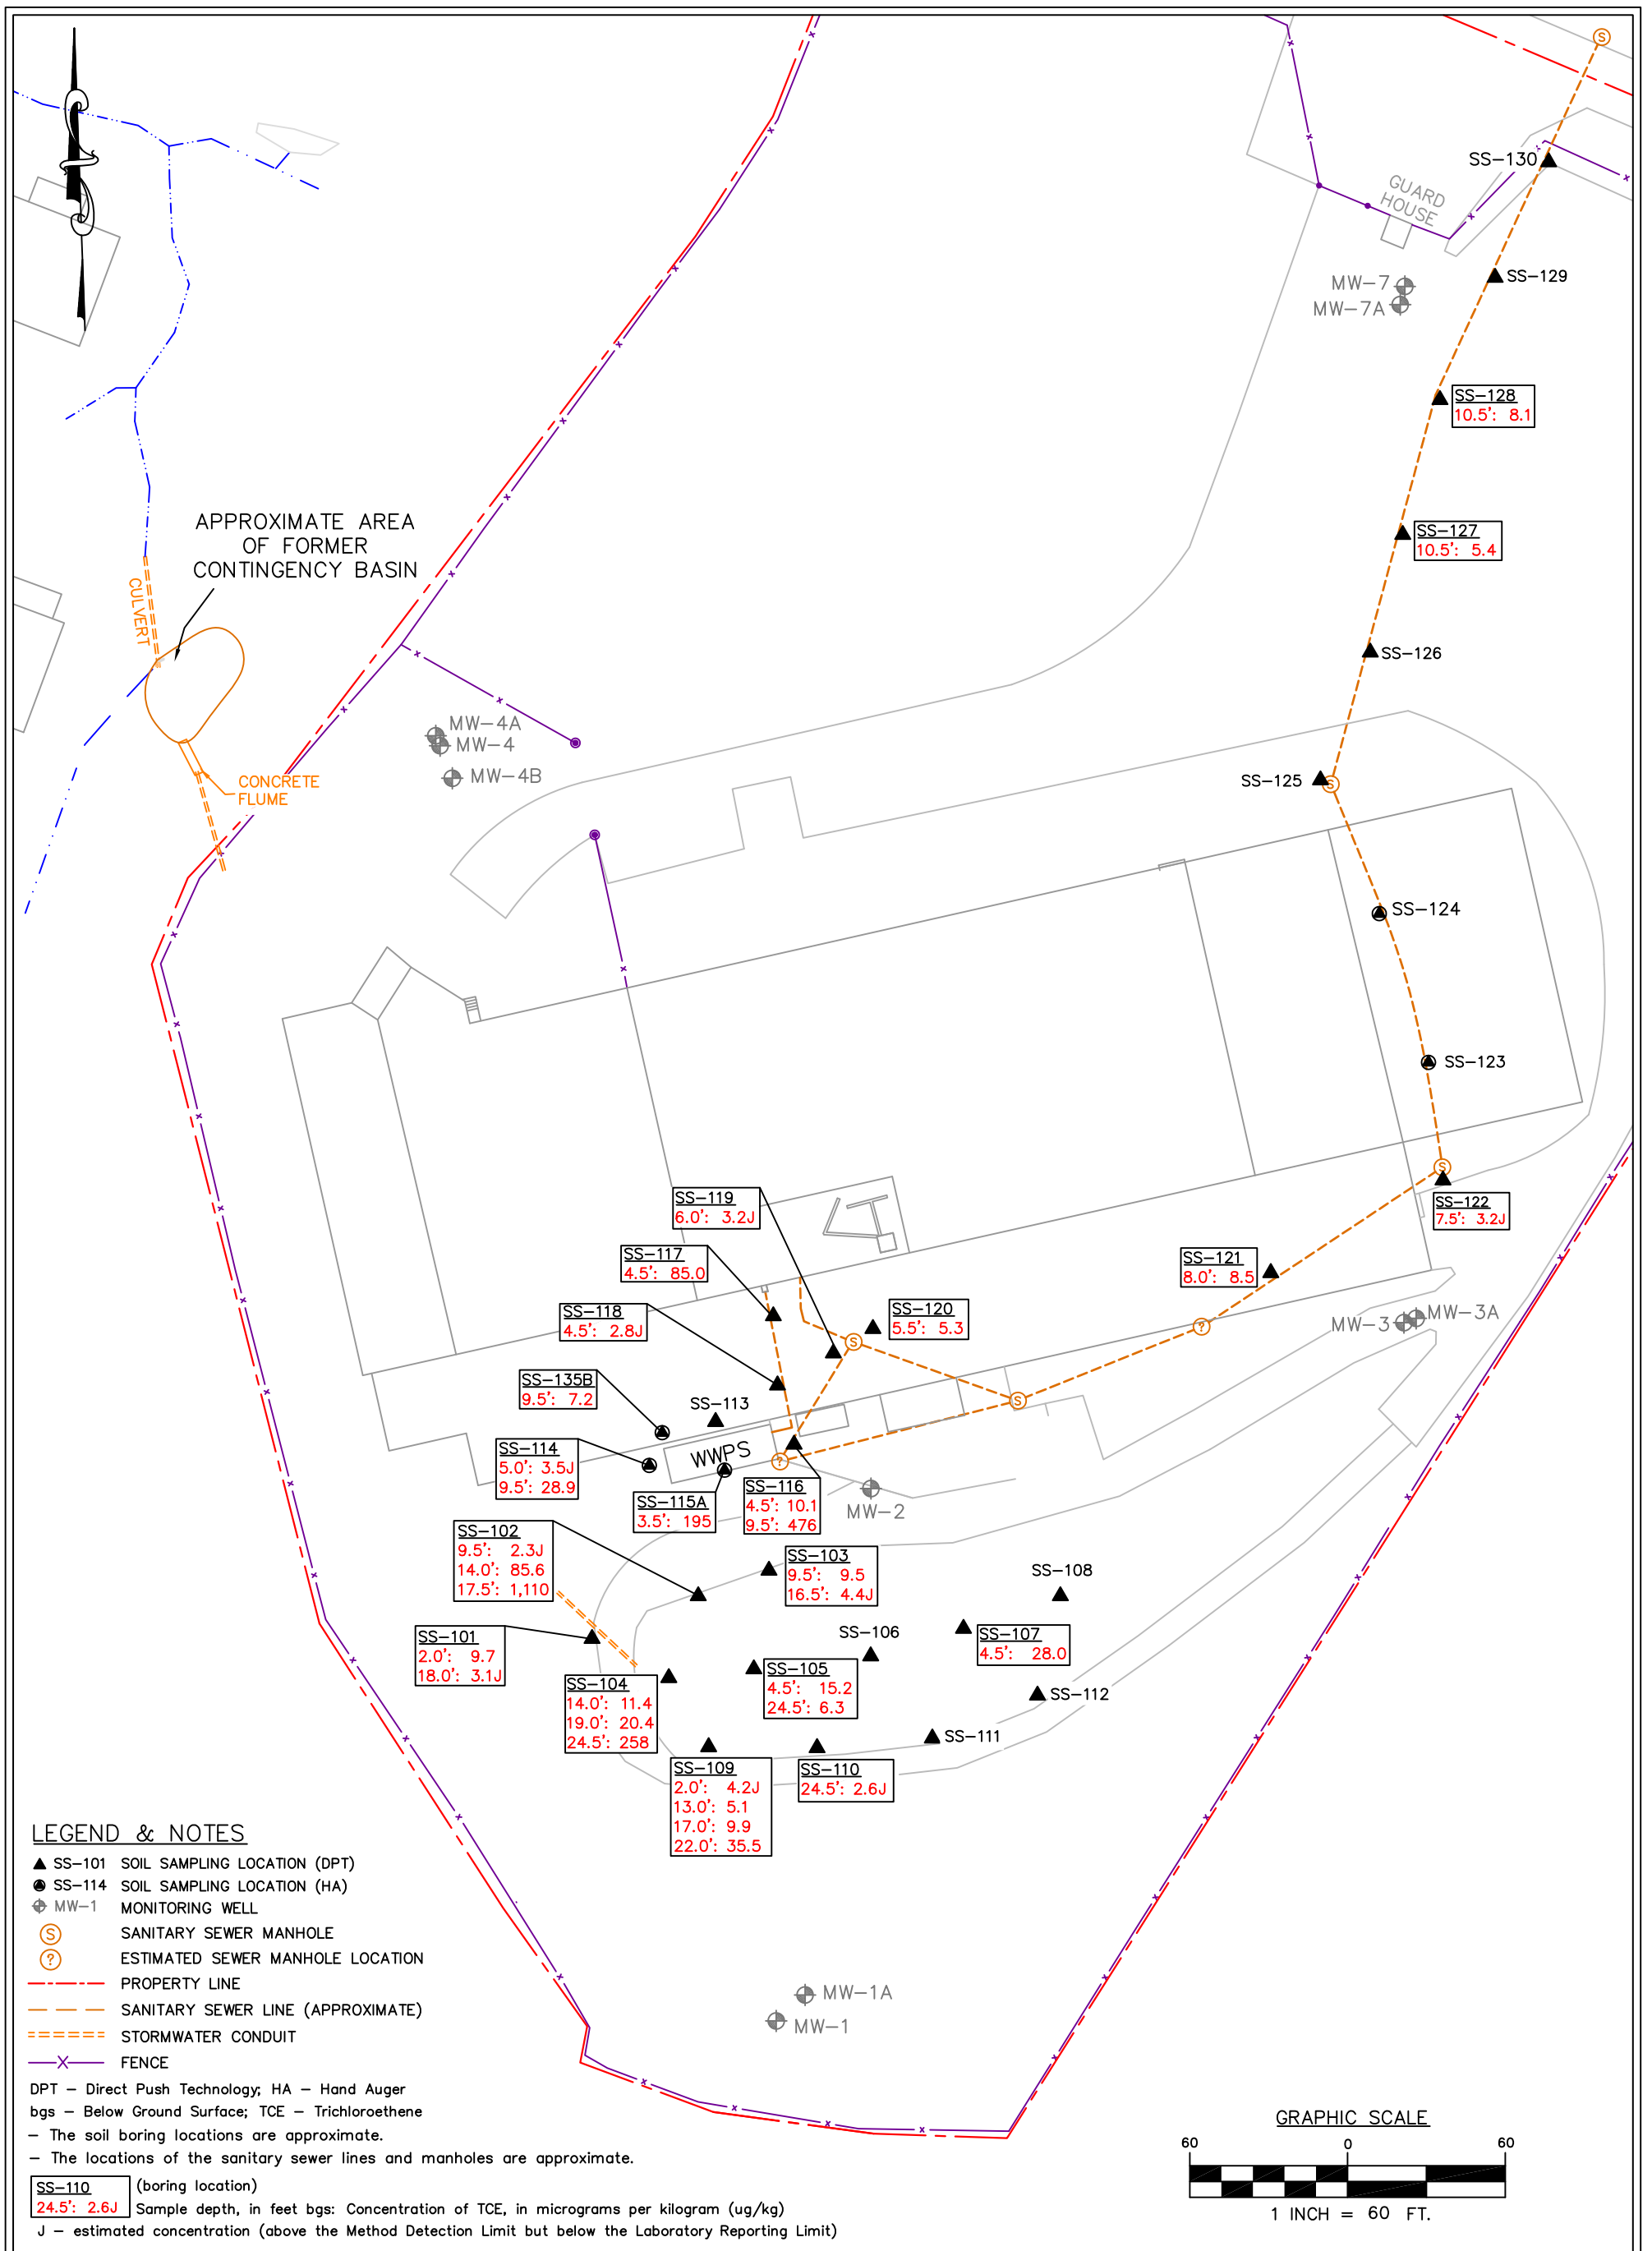 S
SS-130
GUARD
HOUSE
SS-129
MW-7
MW-7A
SS-128
10.5': 8.1
SS-127
10.5': 5.4
APPROXIMATE AREA
OF FORMER
CONTINGENCY BASIN
CULVERT
SS-126
MW-4A
MW-4
MW-4B
CONCRETE
FLUME
SS-125
S
SS-124
SS-123
S
SS-122
7.5': 3.2J
SS-119
6.0': 3.2J
SS-117
4.5': 85.0
SS-121
8.0': 8.5
SS-118
4.5': 2.8J
SS-120
5.5': 5.3
S
?
MW-3
MW-3A
SS-135B
9.5': 7.2
SS-113
S
SS-114
5.0': 3.5J
9.5': 28.9
WWPS
?
SS-115A
3.5': 195
SS-116
4.5': 10.1
9.5': 476
MW-2
SS-102
9.5': 2.3J
14.0': 85.6
17.5': 1,110
SS-103
9.5': 9.5
16.5': 4.4J
SS-108
SS-101
2.0': 9.7
18.0': 3.1J
SS-106
SS-107
4.5': 28.0
SS-104
14.0': 11.4
19.0': 20.4
24.5': 258
SS-105
4.5': 15.2
24.5': 6.3
SS-112
SS-111
SS-109
2.0': 4.2J
13.0': 5.1
17.0': 9.9
22.0': 35.5
SS-110
24.5': 2.6J
MW-1A
MW-1
LEGEND & NOTES
SS-101 SOIL SAMPLING LOCATION (DPT)
SS-114 SOIL SAMPLING LOCATION (HA)
MW-1 MONITORING WELL
S SANITARY SEWER MANHOLE
? ESTIMATED SEWER MANHOLE LOCATION
PROPERTY LINE
SANITARY SEWER LINE (APPROXIMATE)
STORMWATER CONDUIT
X FENCE
DPT – Direct Push Technology; HA – Hand Auger
bgs – Below Ground Surface; TCE – Trichloroethene
– The soil boring locations are approximate.
– The locations of the sanitary sewer lines and manholes are approximate.
SS-110 (boring location)
24.5': 2.6J Sample depth, in feet bgs: Concentration of TCE, in micrograms per kilogram (ug/kg)
J – estimated concentration (above the Method Detection Limit but below the Laboratory Reporting Limit)
GRAPHIC SCALE
60 0 60
1 INCH = 60 FT.